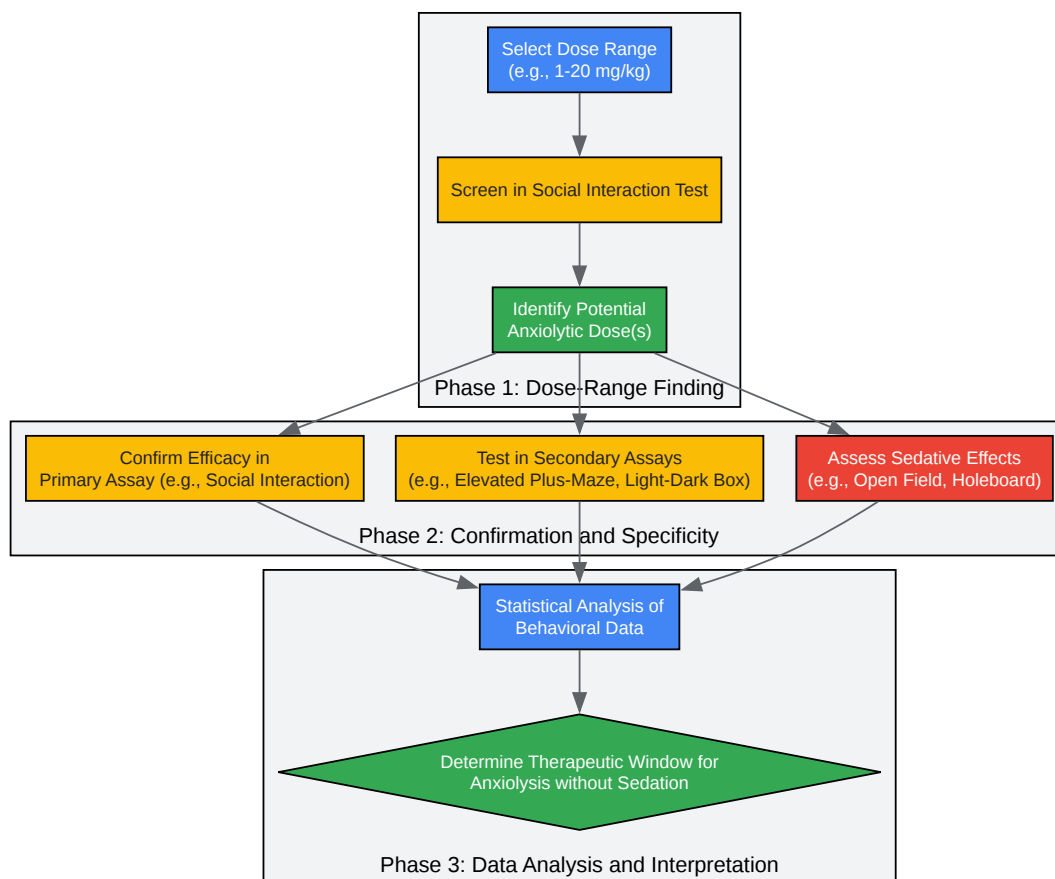 Select Dose Range
(e.g., 1-20 mg/kg)
Screen in Social Interaction Test
Identify Potential
Anxiolytic Dose(s)
Phase 1: Dose-Range Finding
Confirm Efficacy in
Primary Assay (e.g., Social Interaction)
Test in Secondary Assays
(e.g., Elevated Plus-Maze, Light-Dark Box)
Assess Sedative Effects
(e.g., Open Field, Holeboard)
Phase 2: Confirmation and Specificity
Statistical Analysis of
Behavioral Data
Determine Therapeutic Window for
Anxiolysis without Sedation
Phase 3: Data Analysis and Interpretation